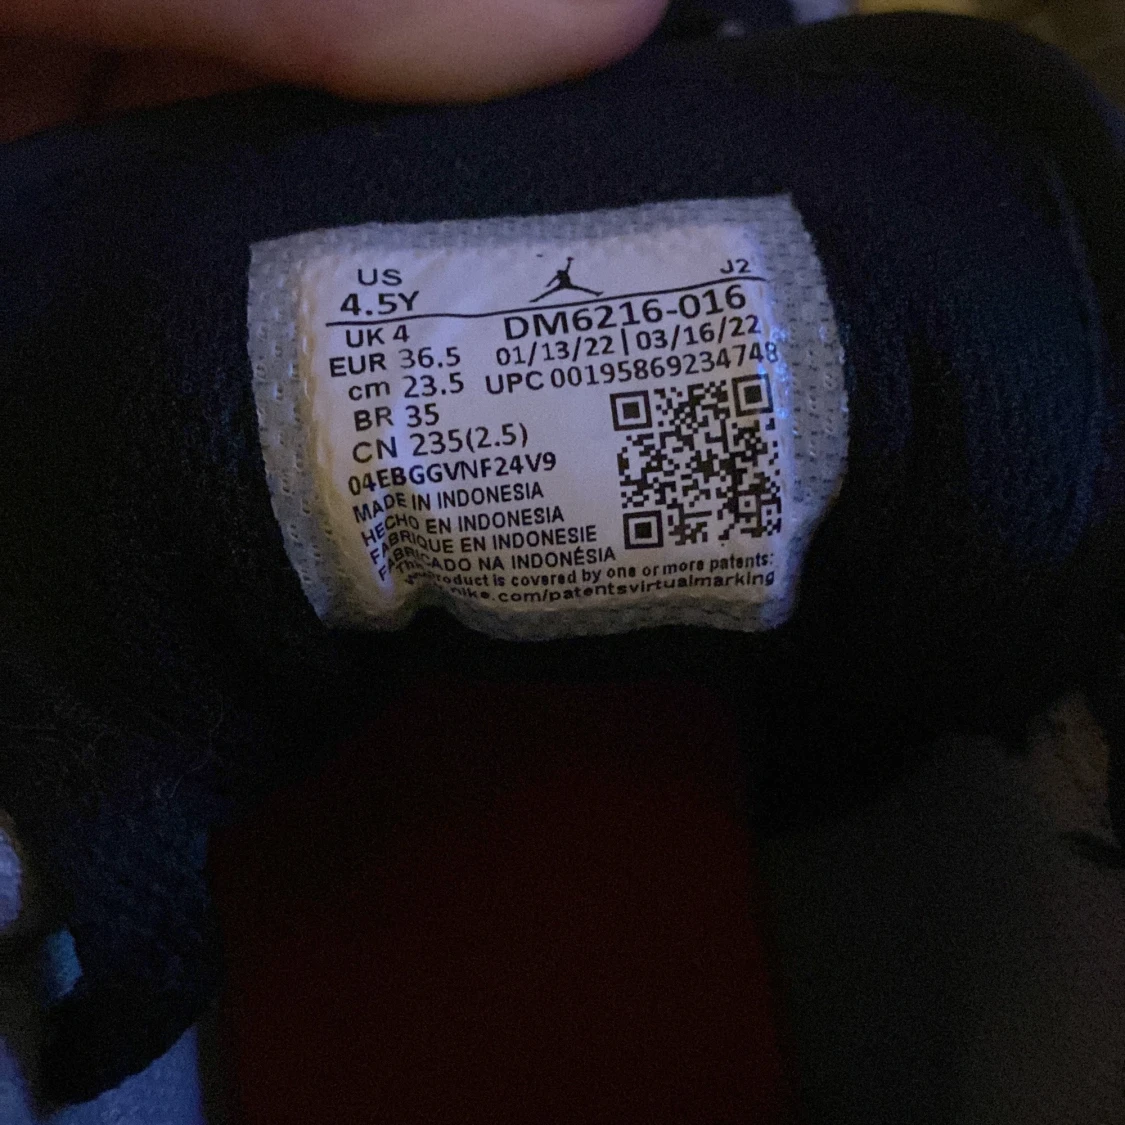 US
4.5Y
J2
UK 4
EUR 36.5
cm 23.5
BR 35
CN 235(2.5)
DM6216-016
01/13/22 | 03/16/22
UPC 00195869234748
04EBGGVNF24V9
MADE IN INDONESIA
HECHO EN INDONESIA
FABRIQUE EN INDONESIE
FABRICADO NA INDONÉSIA
This product is covered by one or more patents:
nike.com/patentsvirtualmarking